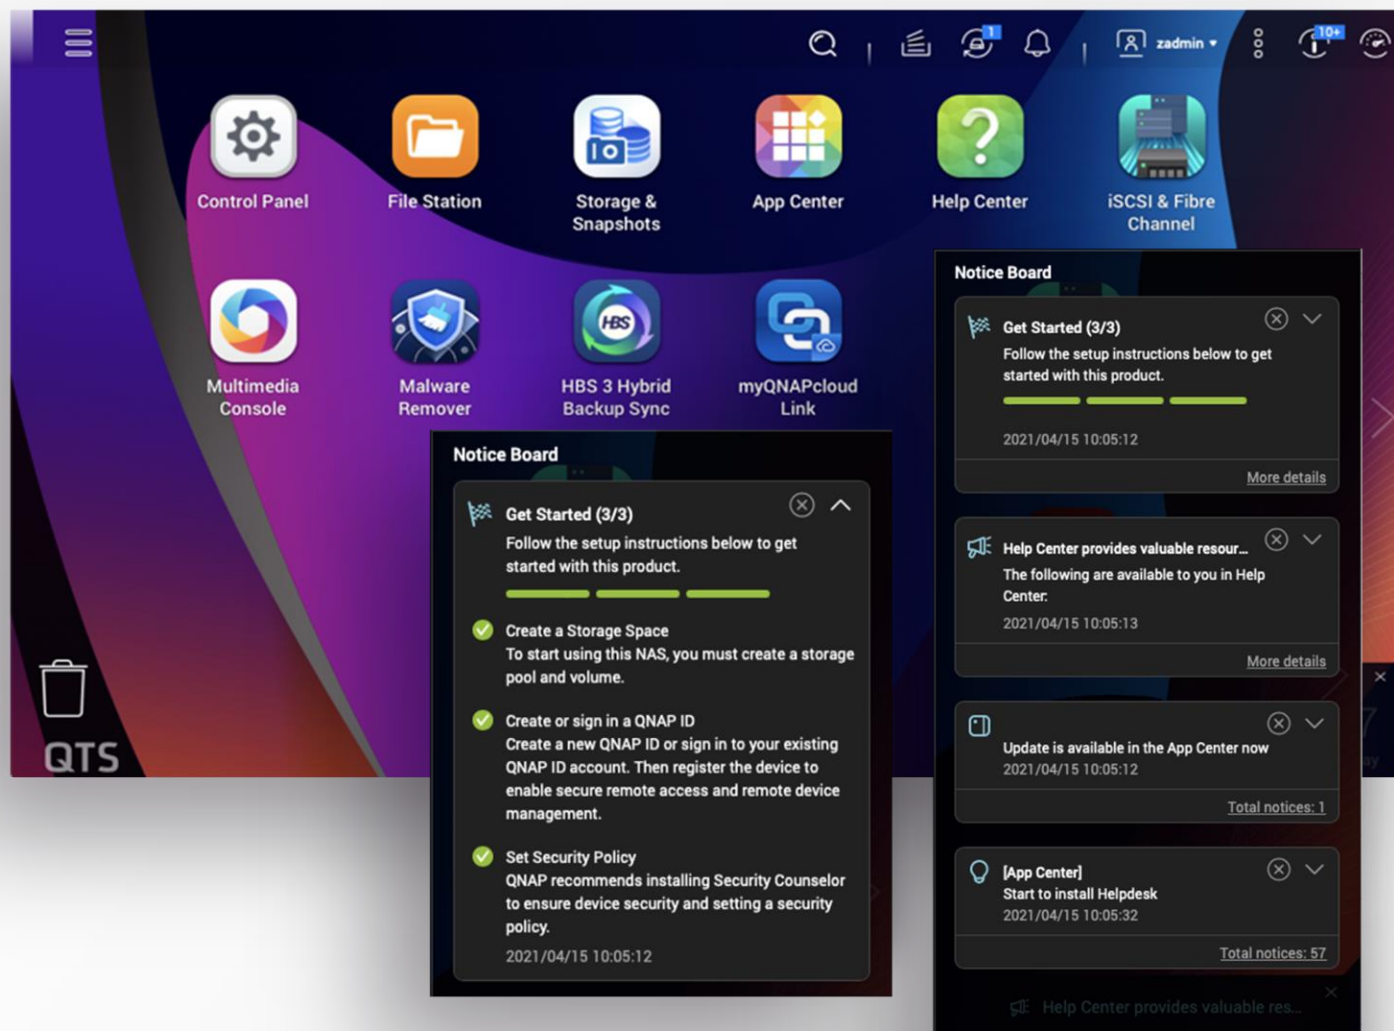 1
zadmin
10+
Control Panel
File Station
Storage &
Snapshots
App Center
Help Center
iSCSI & Fibre
Channel
Multimedia
Console
Malware
Remover
HBS
HBS 3 Hybrid
Backup Sync
myQNAPcloud
Link
QTS
Notice Board
Get Started (3/3)
Follow the setup instructions below to get
started with this product.
Create a Storage Space
To start using this NAS, you must create a storage
pool and volume.
Create or sign in a QNAP ID
Create a new QNAP ID or sign in to your existing
QNAP ID account. Then register the device to
enable secure remote access and remote device
management.
Set Security Policy
QNAP recommends installing Security Counselor
to ensure device security and setting a security
policy.
2021/04/15 10:05:12
Notice Board
Get Started (3/3)
Follow the setup instructions below to get
started with this product.
2021/04/15 10:05:12
More details
Help Center provides valuable resour...
The following are available to you in Help
Center:
2021/04/15 10:05:13
More details
Update is available in the App Center now
2021/04/15 10:05:12
Total notices: 1
[App Center]
Start to install Helpdesk
2021/04/15 10:05:32
Total notices: 57
Help Center provides valuable res...
7
ay